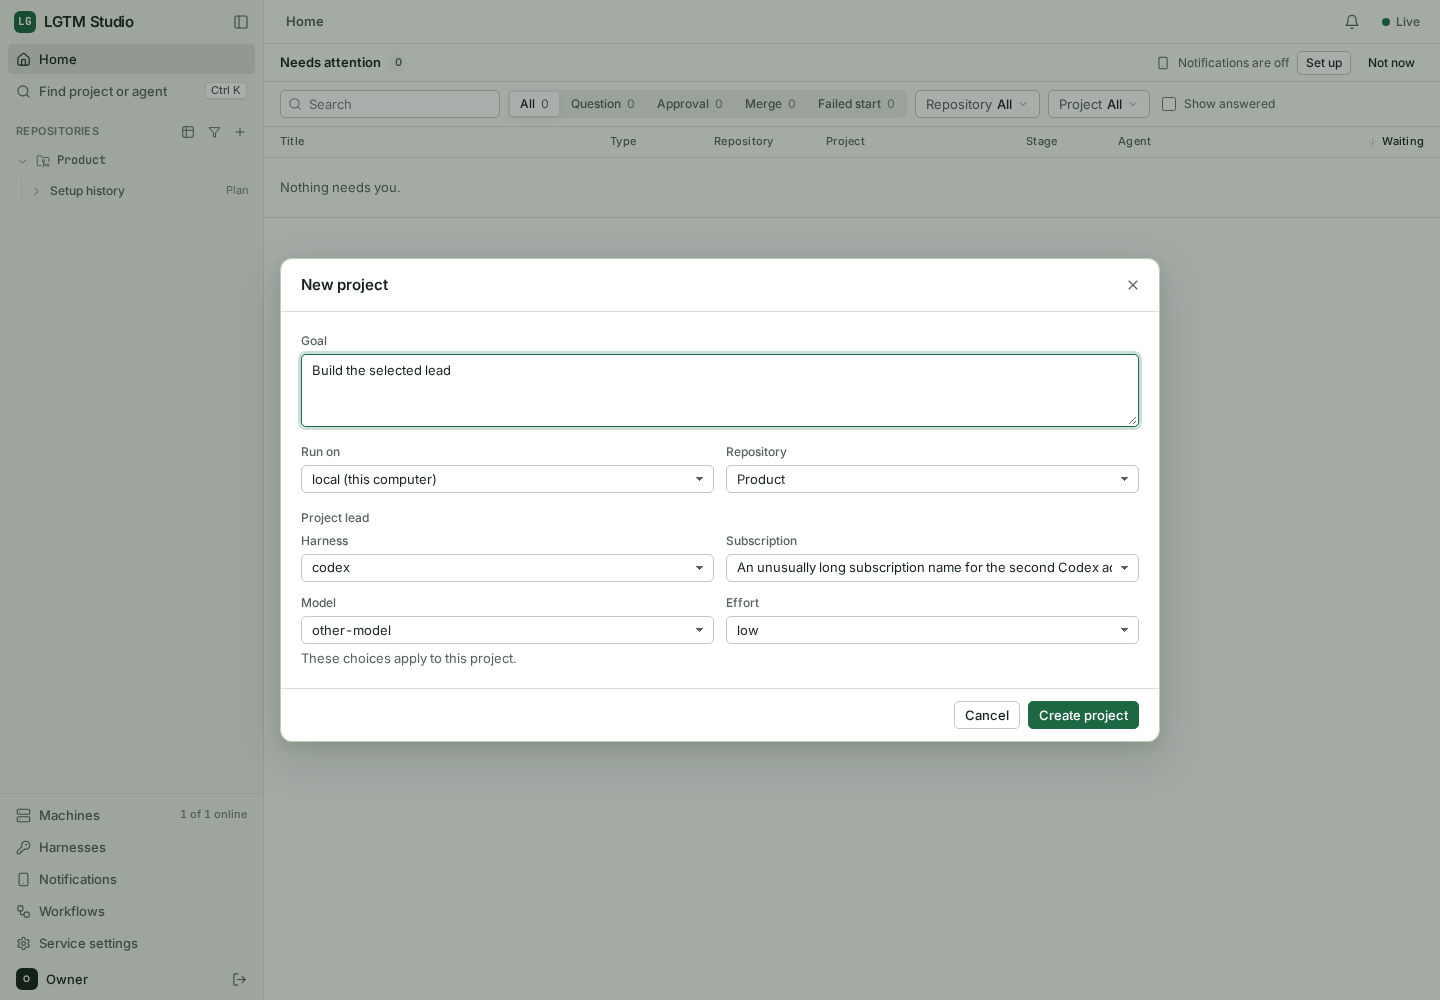 LG LGTM Studio
Home
Find project or agent Ctrl K
REPOSITORIES
Product
Setup history Plan
Machines 1 of 1 online
Harnesses
Notifications
Workflows
Service settings
O Owner
Home Live
Needs attention 0 Notifications are off Set up Not now
Search All 0 Question 0 Approval 0 Merge 0 Failed start 0 Repository All Project All Show answered
Title Type Repository Project Stage Agent Waiting
Nothing needs you.
New project
Goal
Build the selected lead
Run on Repository
local (this computer) Product
Project lead
Harness Subscription
codex An unusually long subscription name for the second Codex ac
Model Effort
other-model low
These choices apply to this project.
Cancel Create project